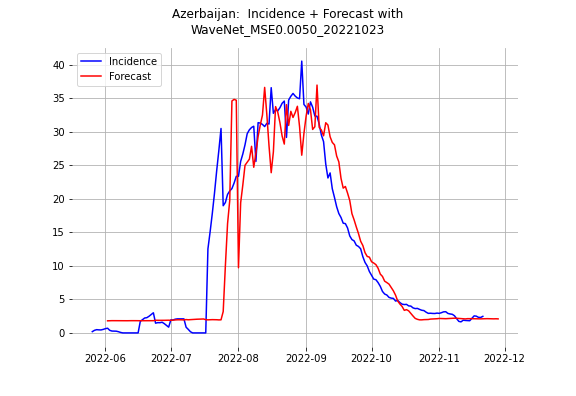 Azerbaijan:  Incidence + Forecast with
WaveNet_MSE0.0050_20221023
Incidence
Forecast
40
35
30
25
20
15
10
5
0
2022-06 2022-07 2022-08 2022-09 2022-10 2022-11 2022-12